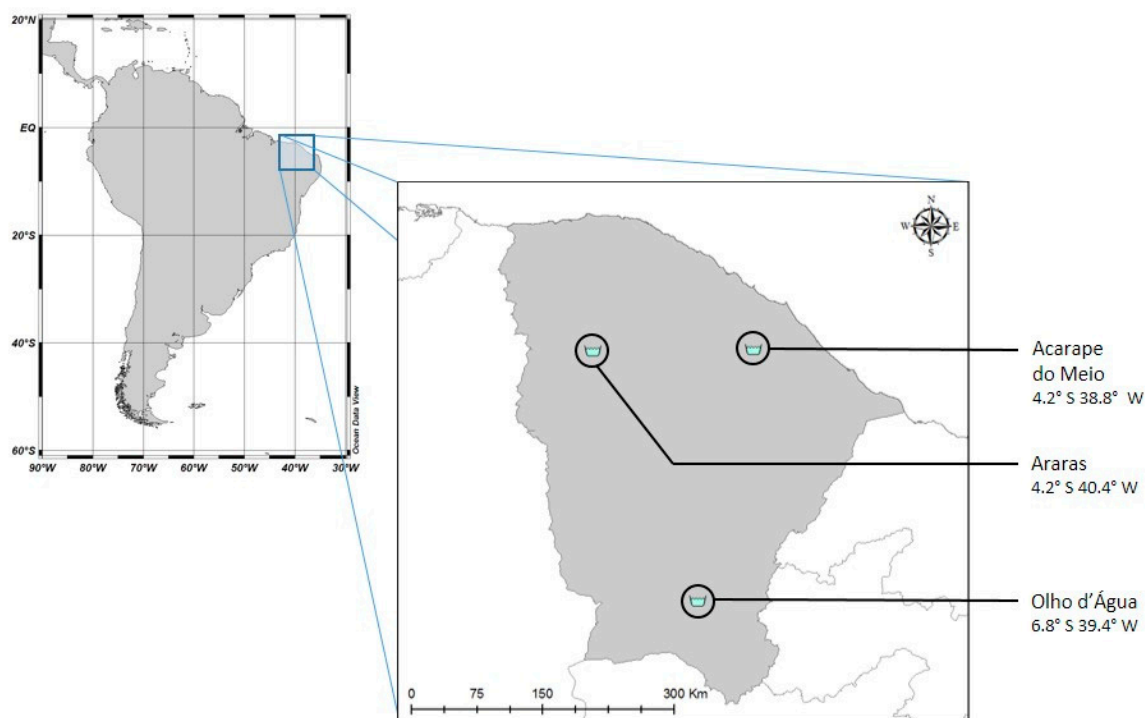 20°N
EQ
20°S
40°S
60°S
90°W 80°W 70°W 60°W 50°W 40°W 30°W
Ocean Data View
N
W E
S
Acarape
do Meio
4.2° S 38.8° W
Araras
4.2° S 40.4° W
Olho d'Água
6.8° S 39.4° W
0 75 150 300 Km